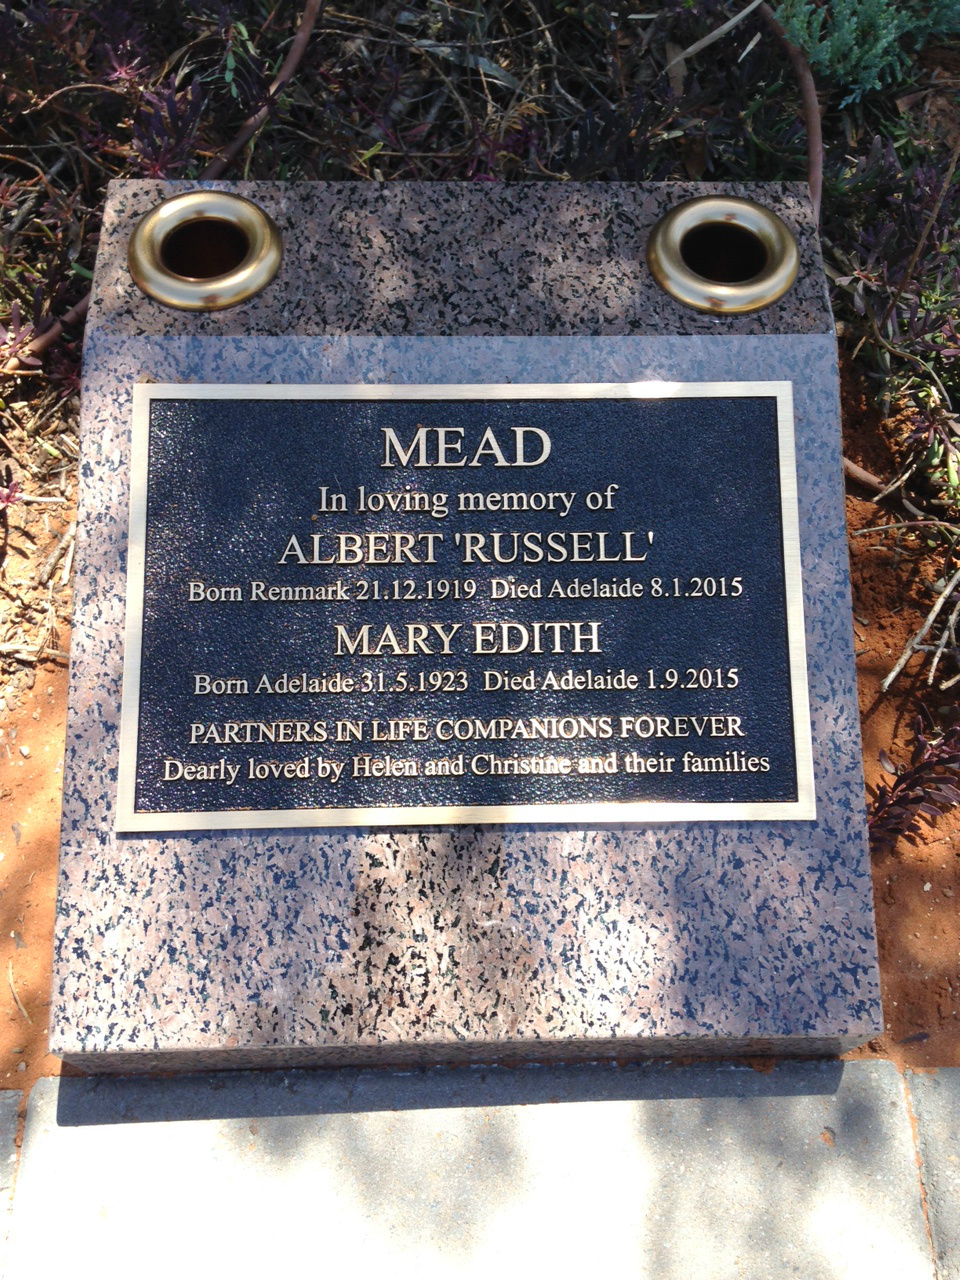 MEAD
In loving memory of
ALBERT 'RUSSELL'
Born Renmark 21.12.1919 Died Adelaide 8.1.2015
MARY EDITH
Born Adelaide 31.5.1923 Died Adelaide 1.9.2015
PARTNERS IN LIFE COMPANIONS FOREVER
Dearly loved by Helen and Christine and their families